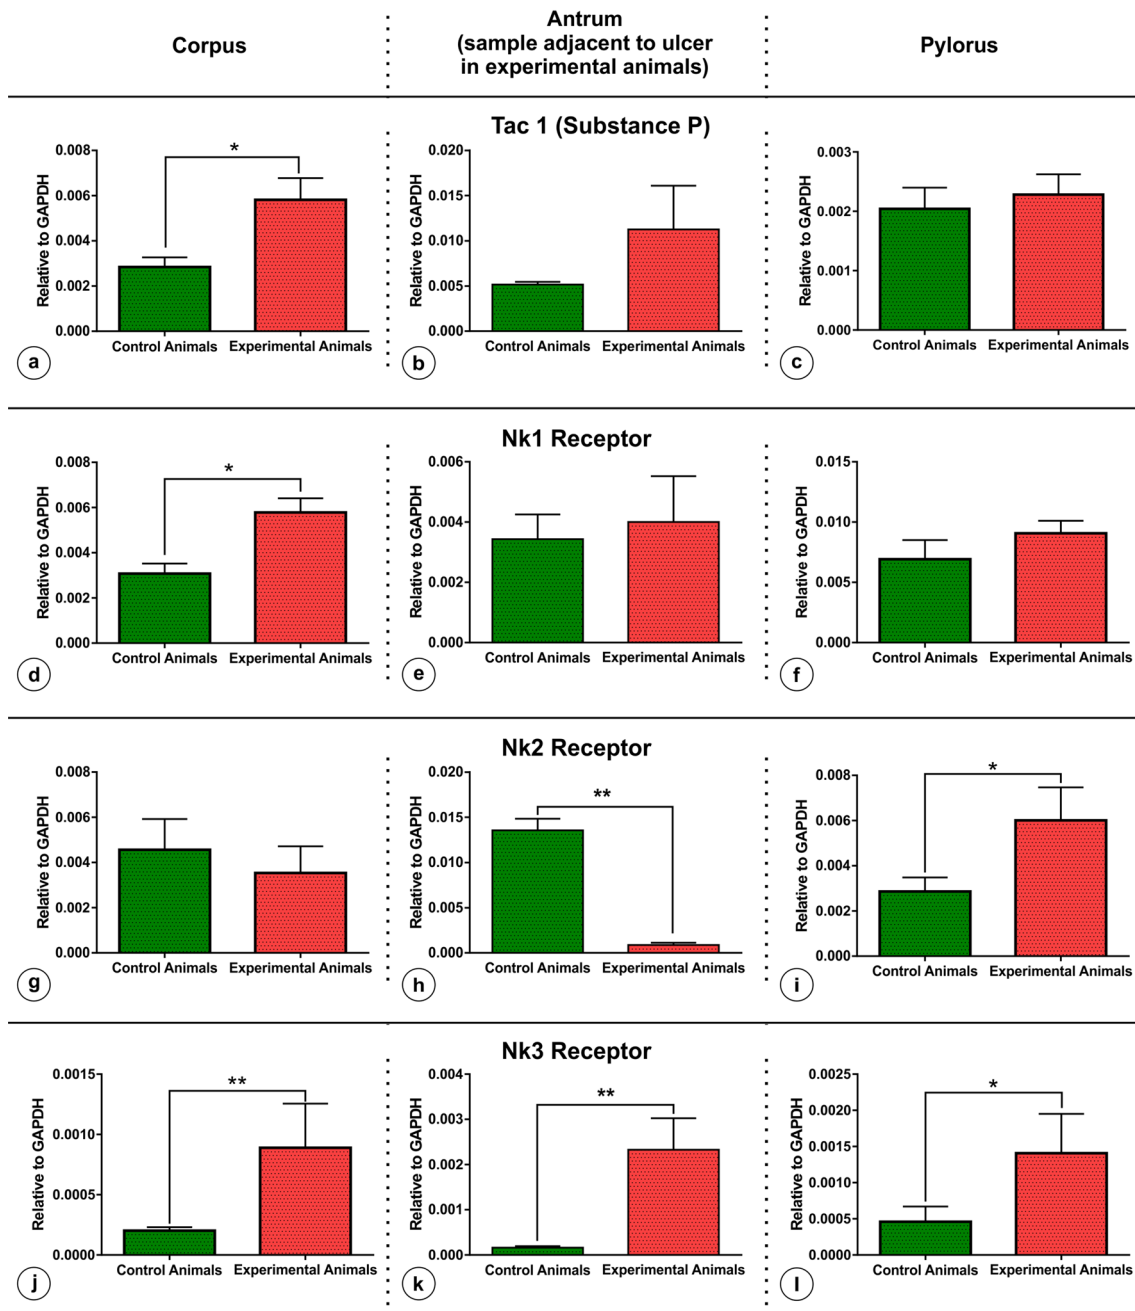 Corpus
Antrum
(sample adjacent to ulcer
in experimental animals)
Pylorus
Tac 1 (Substance P)
Relative to GAPDH
0.008
0.006
0.004
0.002
0.000
*
Control Animals
Experimental Animals
a
Relative to GAPDH
0.020
0.015
0.010
0.005
0.000
Control Animals
Experimental Animals
b
Relative to GAPDH
0.003
0.002
0.001
0.000
Control Animals
Experimental Animals
c
Nk1 Receptor
Relative to GAPDH
0.008
0.006
0.004
0.002
0.000
*
Control Animals
Experimental Animals
d
Relative to GAPDH
0.006
0.004
0.002
0.000
Control Animals
Experimental Animals
e
Relative to GAPDH
0.015
0.010
0.005
0.000
Control Animals
Experimental Animals
f
Nk2 Receptor
Relative to GAPDH
0.008
0.006
0.004
0.002
0.000
Control Animals
Experimental Animals
g
Relative to GAPDH
0.020
0.015
0.010
0.005
0.000
**
Control Animals
Experimental Animals
h
Relative to GAPDH
0.008
0.006
0.004
0.002
0.000
*
Control Animals
Experimental Animals
i
Nk3 Receptor
Relative to GAPDH
0.0015
0.0010
0.0005
0.0000
**
Control Animals
Experimental Animals
j
Relative to GAPDH
0.004
0.003
0.002
0.001
0.000
**
Control Animals
Experimental Animals
k
Relative to GAPDH
0.0025
0.0020
0.0015
0.0010
0.0005
0.0000
*
Control Animals
Experimental Animals
l